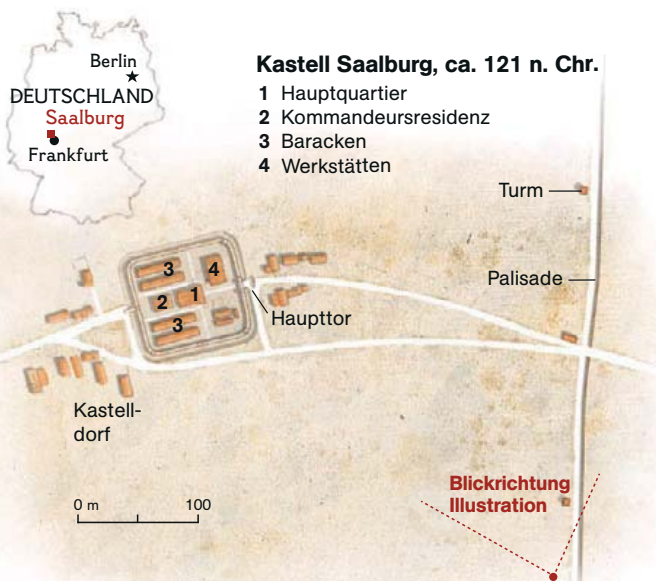 Berlin
DEUTSCHLAND
Saalburg
Frankfurt
Kastell Saalburg, ca. 121 n. Chr.
1 Hauptquartier
2 Kommandeursresidenz
3 Baracken
4 Werkstätten
Turm
Palisade
3
4
2
1
3
Haupttor
Kastell-
dorf
0 m 100
Blickrichtung
Illustration